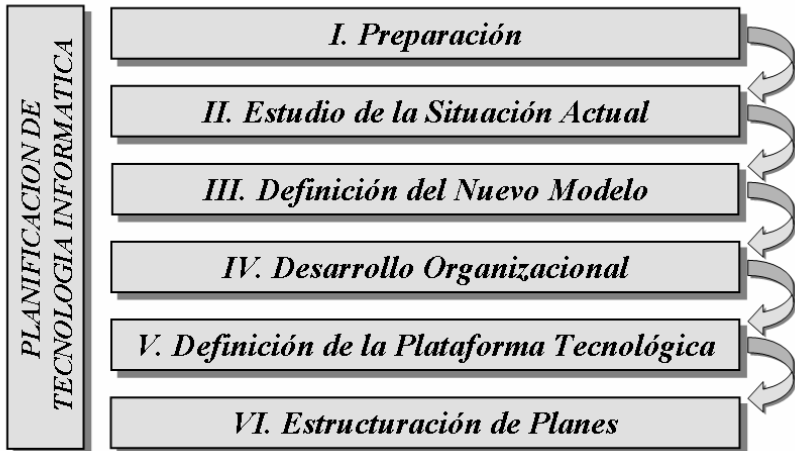 PLANIFICACION DE
TECNOLOGIA INFORMATICA
I. Preparación
II. Estudio de la Situación Actual
III. Definición del Nuevo Modelo
IV. Desarrollo Organizacional
V. Definición de la Plataforma Tecnológica
VI. Estructuración de Planes